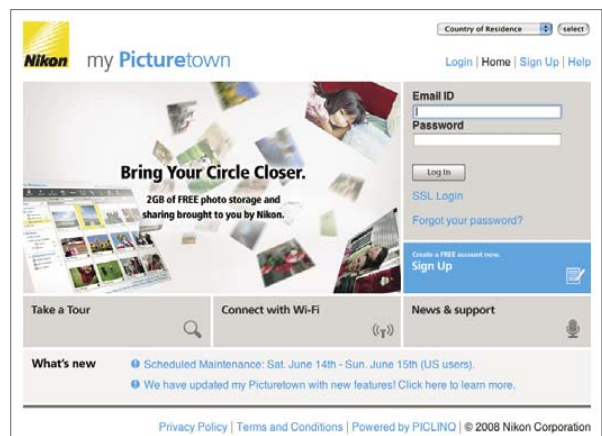 Country of Residence select
Nikon my Picturetown
Login | Home | Sign Up | Help
Email ID
Password
Bring Your Circle Closer.
2GB of FREE photo storage and
sharing brought to you by Nikon.
Log In
SSL Login
Forgot your password?
Create a FREE account now.
Sign Up
Take a Tour
Connect with Wi-Fi
News & support
What's new
Scheduled Maintenance: Sat. June 14th - Sun. June 15th (US users).
We have updated my Picturetown with new features! Click here to learn more.
Privacy Policy | Terms and Conditions | Powered by PICLINQ | © 2008 Nikon Corporation